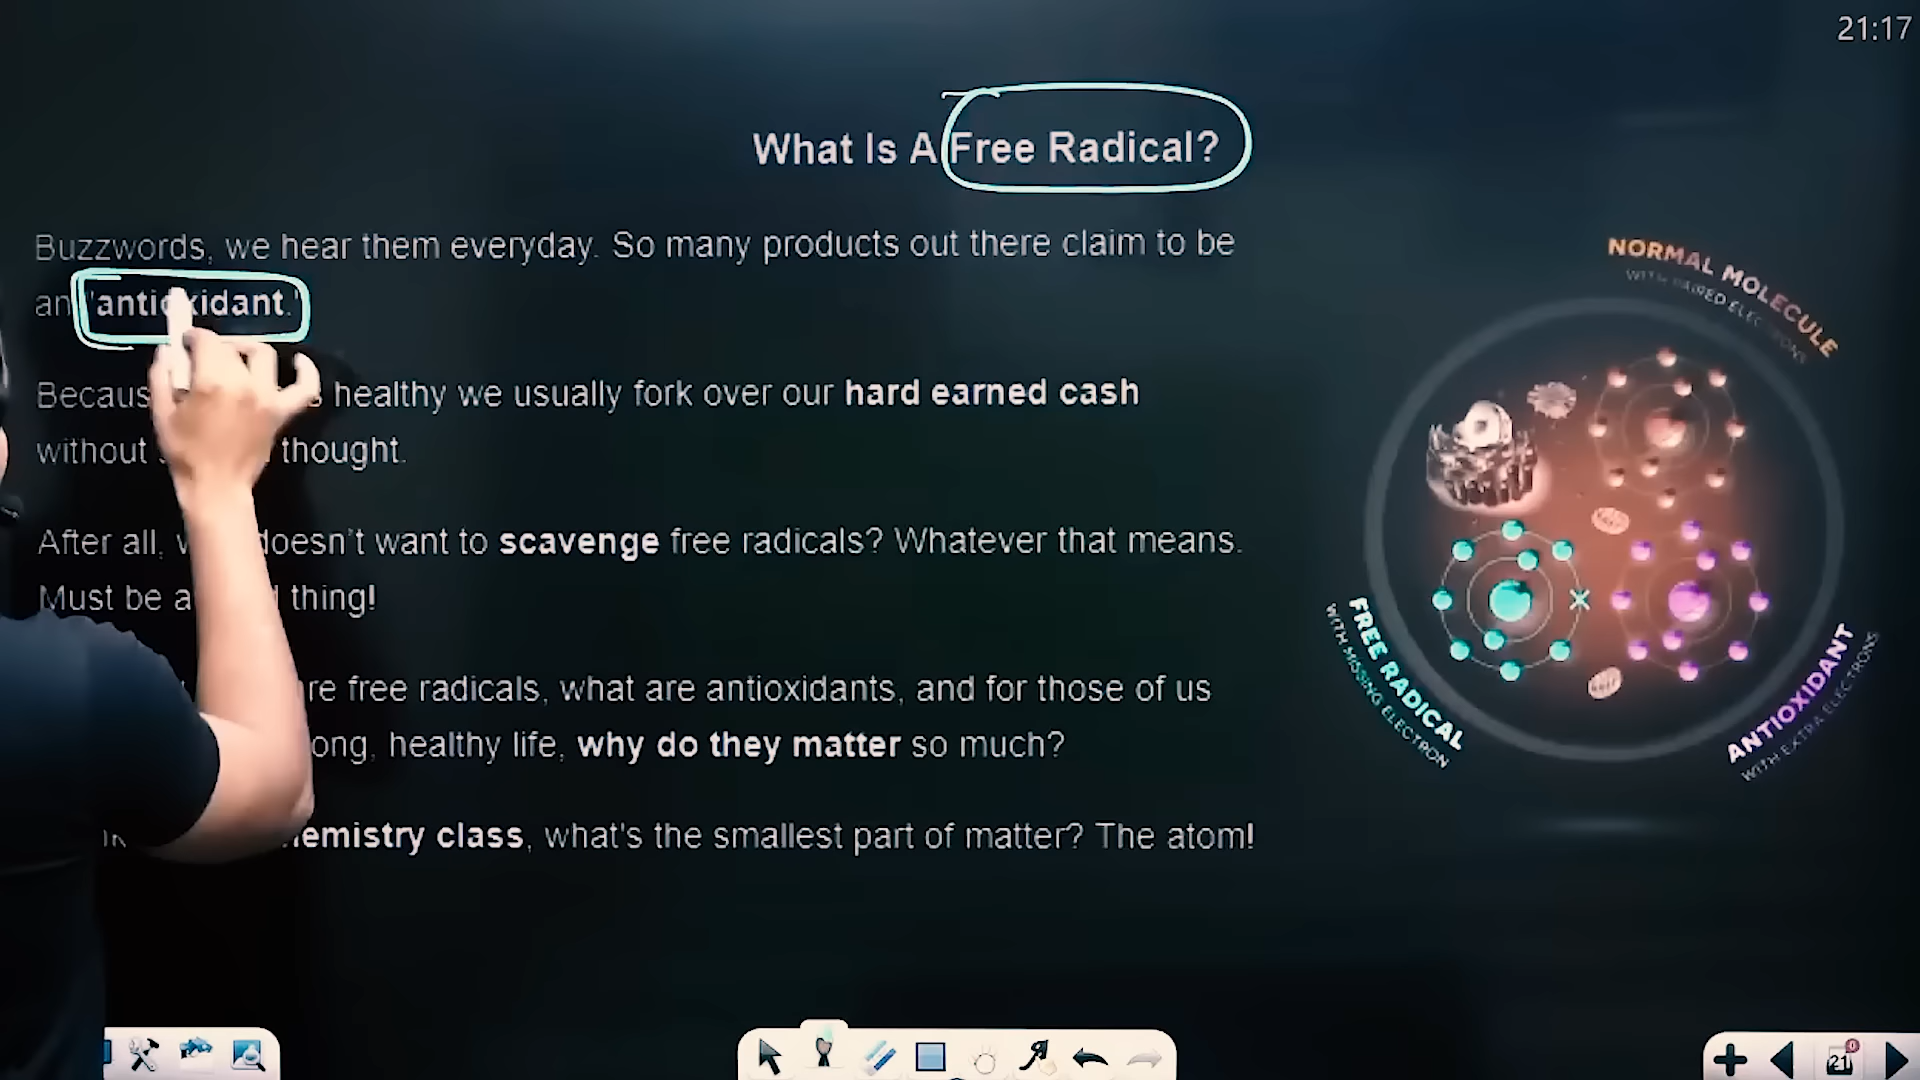 21:17
What Is A Free Radical?
Buzzwords, we hear them everyday. So many products out there claim to be
an "antioxidant."
healthy we usually fork over our hard earned cash
without thought.
After all, doesn't want to scavenge free radicals? Whatever that means.
Must be a thing!
free radicals, what are antioxidants, and for those of us
healthy life, why do they matter so much?
class, what's the smallest part of matter? The atom!
NORMAL MOLECULE
WITH PAIRED ELECTRONS
FREE RADICAL
WITH MISSING ELECTRON
ANTIOXIDANT
WITH EXTRA ELECTRONS
21